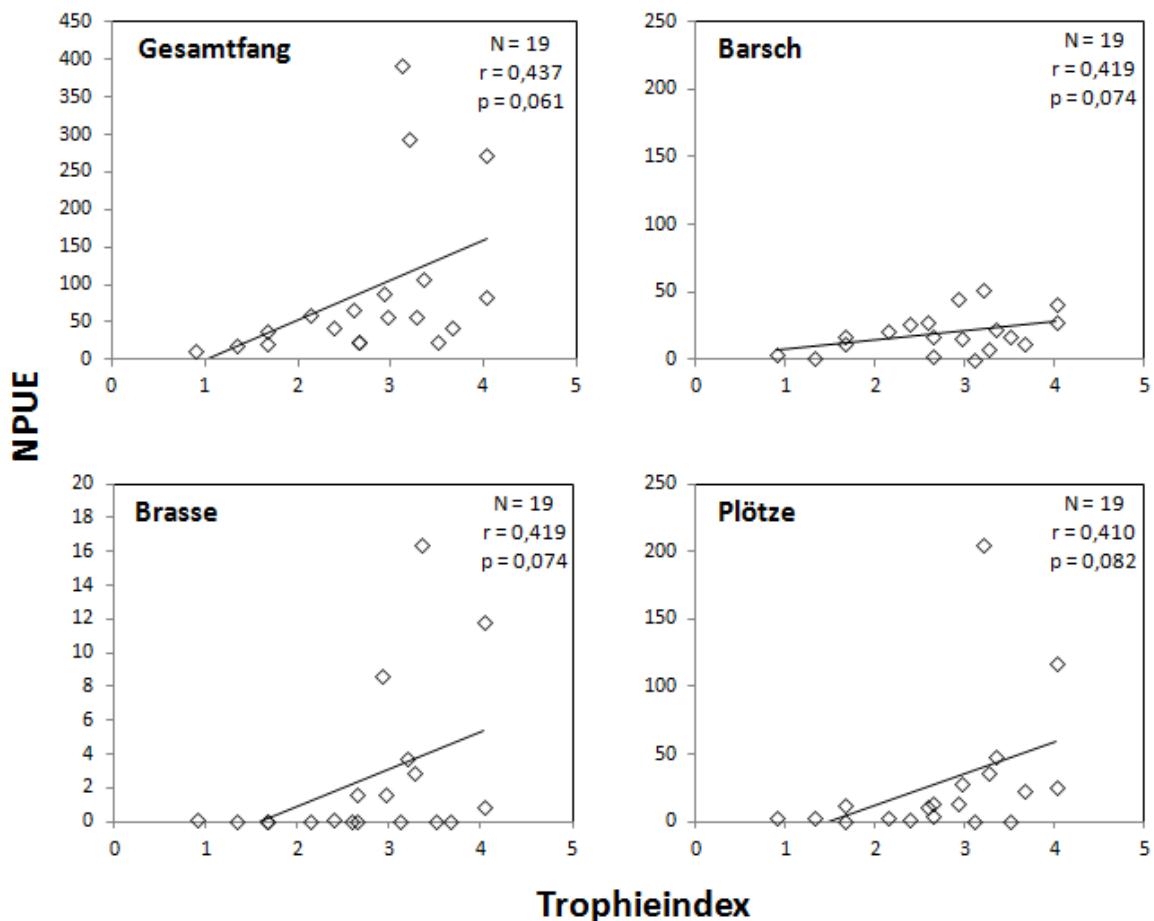 Gesamtfang
N = 19
r = 0,437
p = 0,061
450
400
350
300
250
200
150
100
50
0
0 1 2 3 4 5
Barsch
N = 19
r = 0,419
p = 0,074
250
200
150
100
50
0
0 1 2 3 4 5
NPUE
Brasse
N = 19
r = 0,419
p = 0,074
20
18
16
14
12
10
8
6
4
2
0
0 1 2 3 4 5
Plötze
N = 19
r = 0,410
p = 0,082
250
200
150
100
50
0
0 1 2 3 4 5
Trophieindex